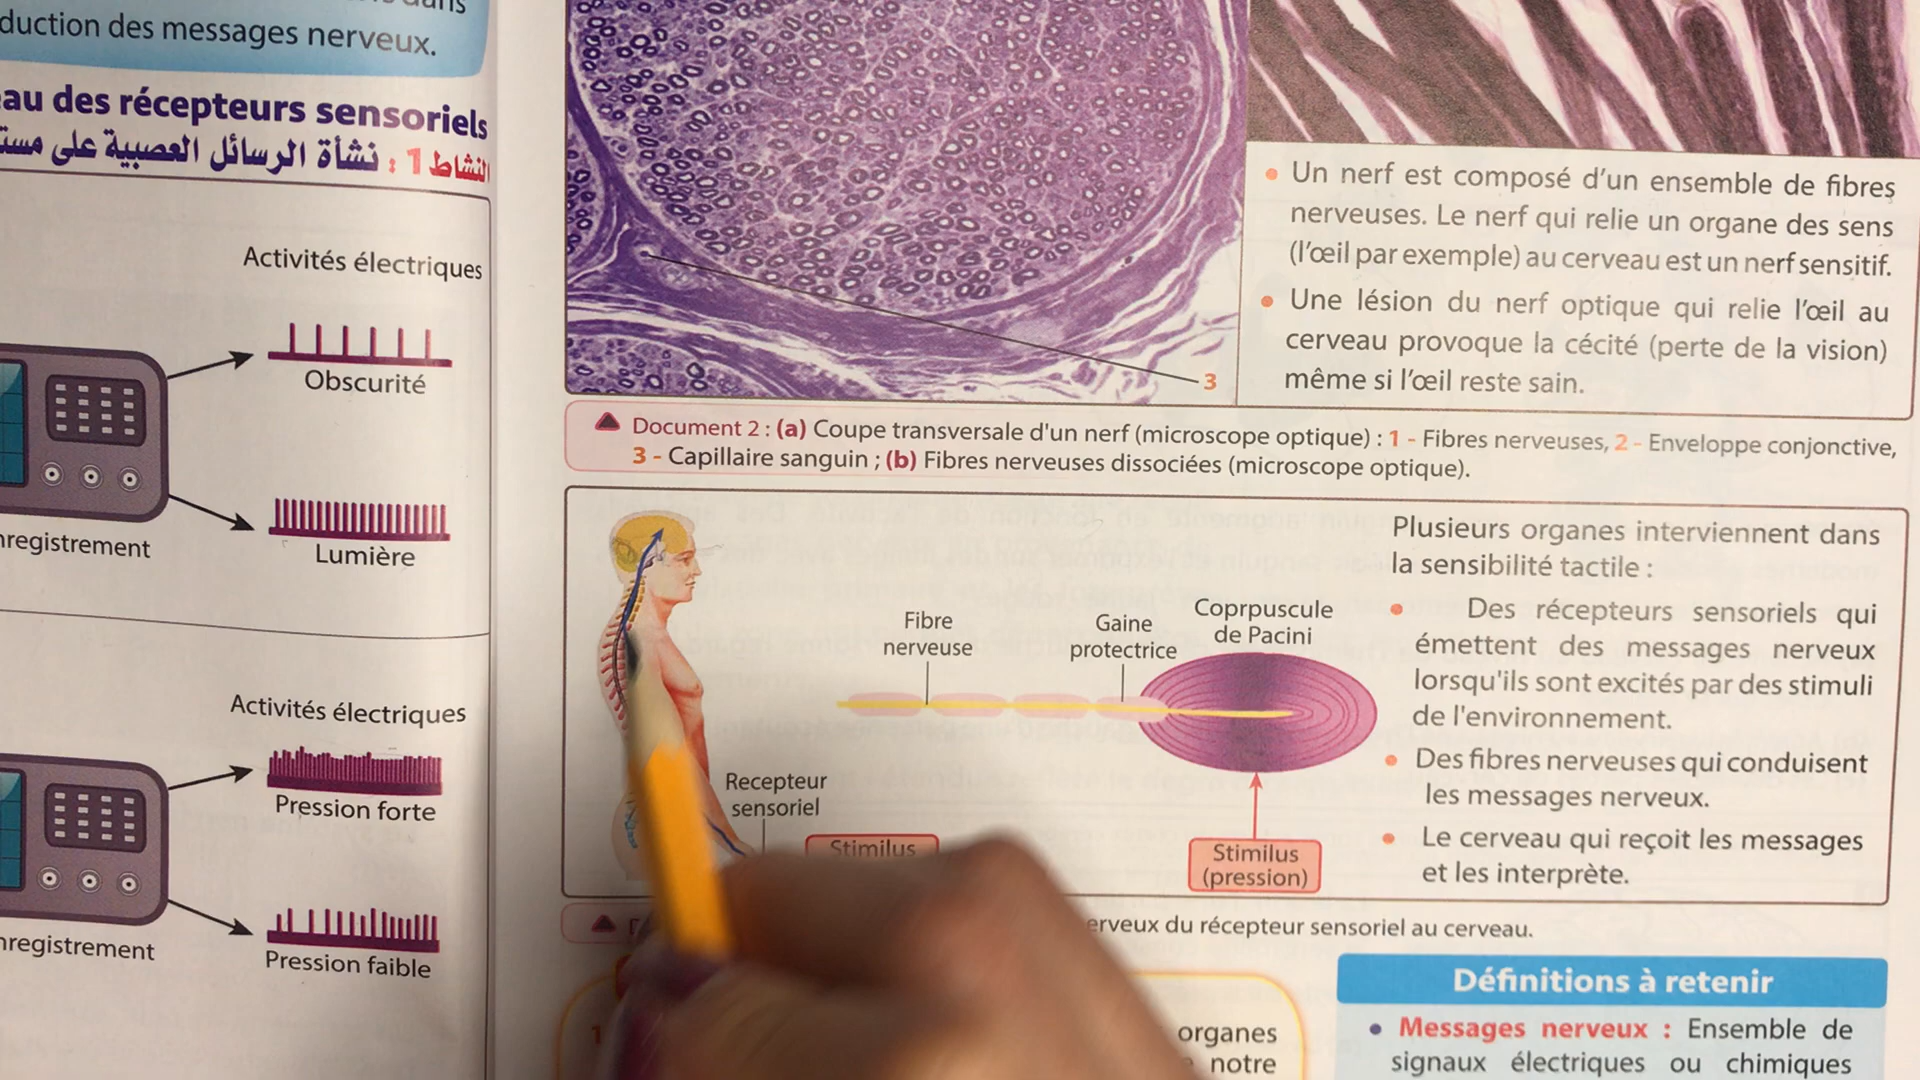 duction des messages nerveux.
au des récepteurs sensoriels
النشاط 1 : نشأة الرسائل العصبية على
Activités électriques
Obscurité
Lumière
Activités électriques
Pression forte
Pression faible
3
• Un nerf est composé d'un ensemble de fibres
nerveuses. Le nerf qui relie un organe des sens
(l'œil par exemple) au cerveau est un nerf sensitif.
• Une lésion du nerf optique qui relie l'œil au
cerveau provoque la cécité (perte de la vision)
même si l'œil reste sain.
Document 2 : (a) Coupe transversale d'un nerf (microscope optique) : 1 - Fibres nerveuses, 2 - Enveloppe conjonctive,
3 - Capillaire sanguin ; (b) Fibres nerveuses dissociées (microscope optique).
Fibre
nerveuse
Gaine
protectrice
Coprpuscule
de Pacini
Recepteur
sensoriel
Stimilus
Stimilus
(pression)
Plusieurs organes interviennent dans
la sensibilité tactile :
• Des récepteurs sensoriels qui
émettent des messages nerveux
lorsqu'ils sont excités par des stimuli
de l'environnement.
• Des fibres nerveuses qui conduisent
les messages nerveux.
• Le cerveau qui reçoit les messages
et les interprète.
erveux du récepteur sensoriel au cerveau.
1
organes
notre
Définitions à retenir
• Messages nerveux : Ensemble de
signaux électriques ou chimiques